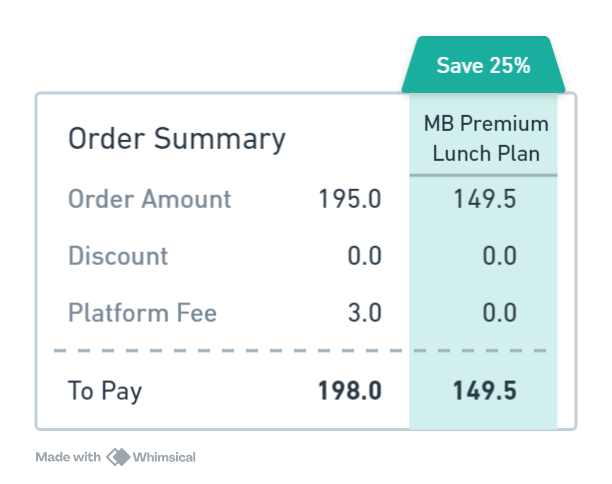 Save 25%
MB Premium
Lunch Plan
Order Summary
Order Amount 195.0 149.5
Discount 0.0 0.0
Platform Fee 3.0 0.0
To Pay 198.0 149.5
Made with Whimsical